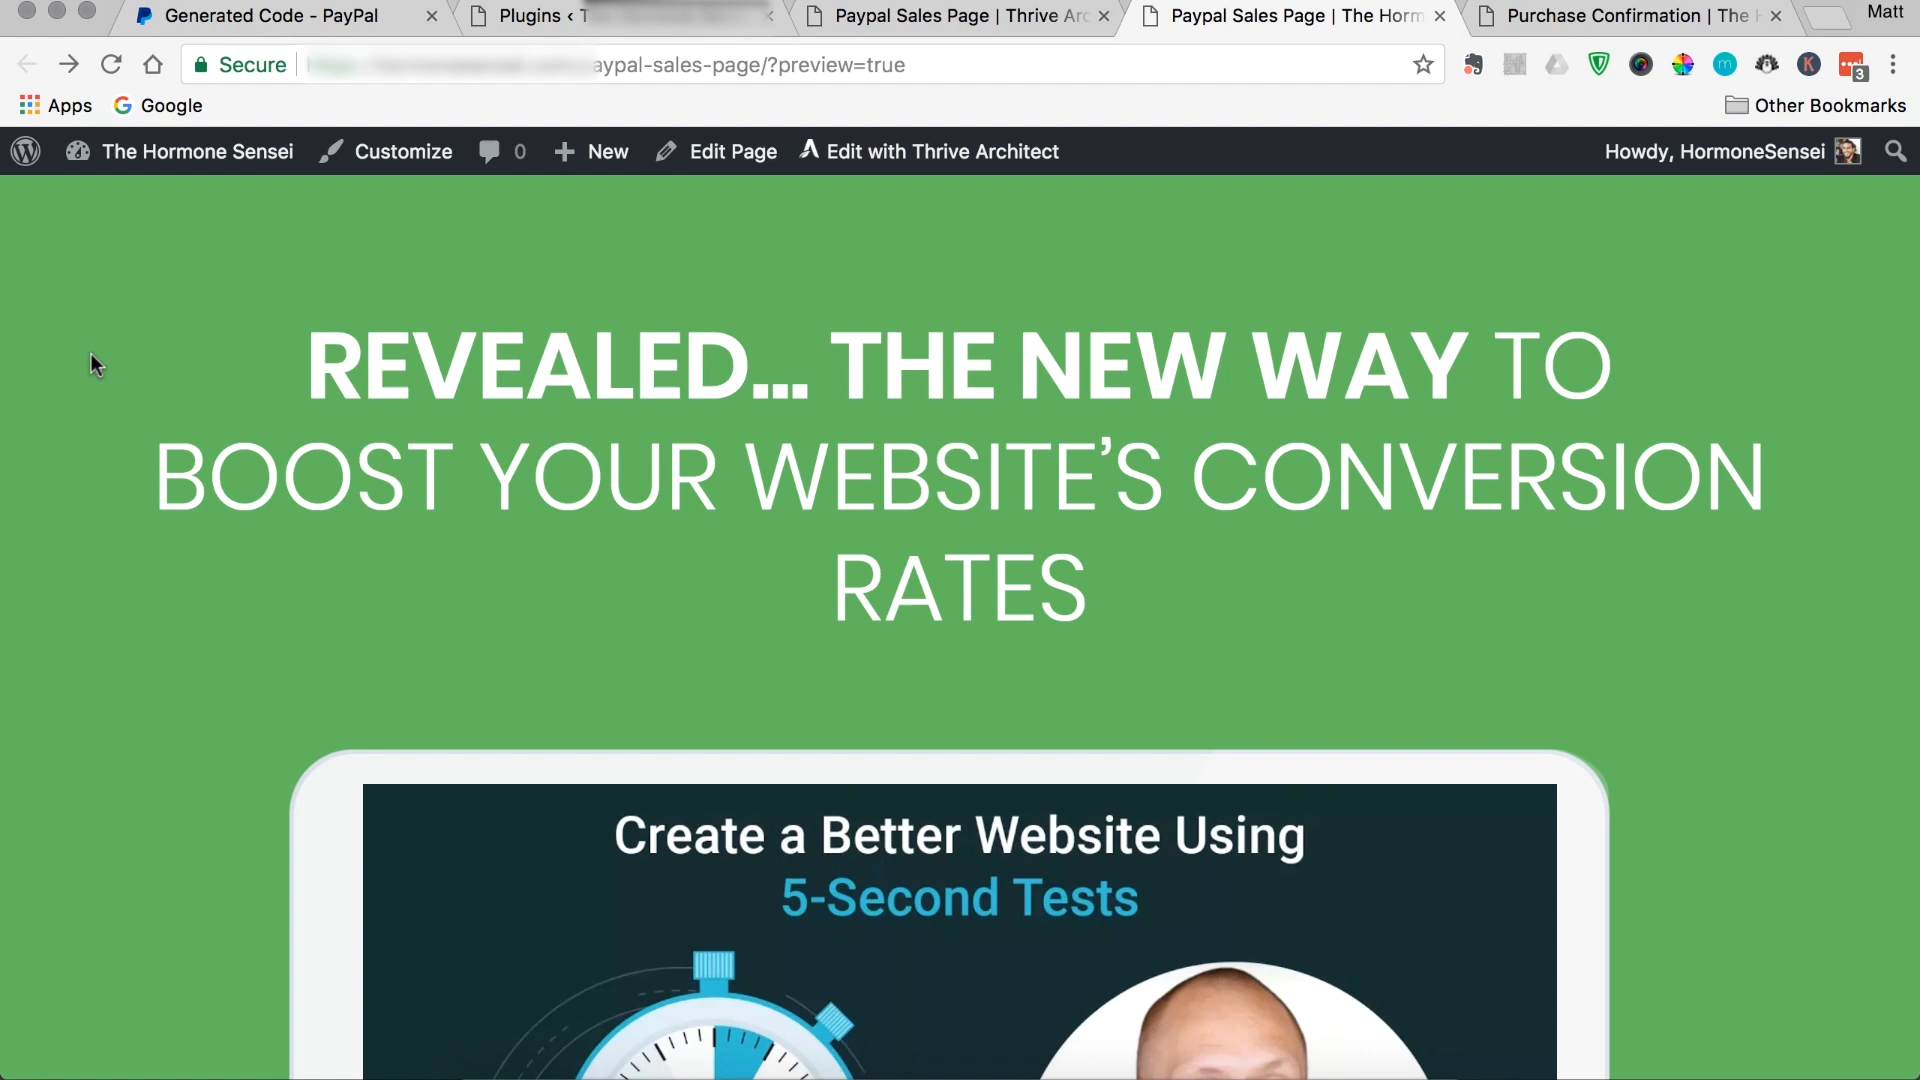 Generated Code - PayPal
Plugins ‹
Paypal Sales Page | Thrive Arc
Paypal Sales Page | The Horm
Purchase Confirmation | The
Matt
Secure
aypal-sales-page/?preview=true
m
K
3
Apps
Google
Other Bookmarks
The Hormone Sensei
Customize
0
New
Edit Page
Edit with Thrive Architect
Howdy, HormoneSensei
REVEALED... THE NEW WAY TO
BOOST YOUR WEBSITE’S CONVERSION
RATES
Create a Better Website Using
5-Second Tests